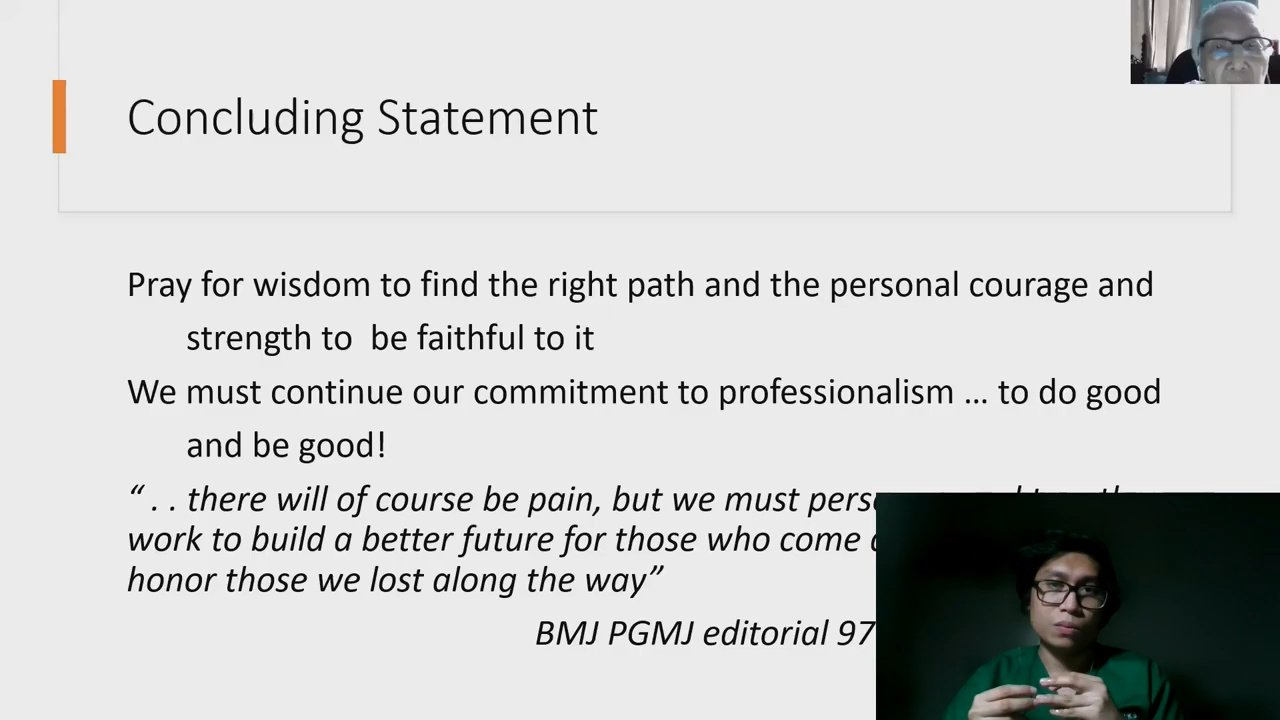 Concluding Statement
Pray for wisdom to find the right path and the personal courage and
strength to be faithful to it
We must continue our commitment to professionalism … to do good
and be good!
“ . . there will of course be pain, but we must
work to build a better future for those who come
honor those we lost along the way”
BMJ PGMJ editorial 97